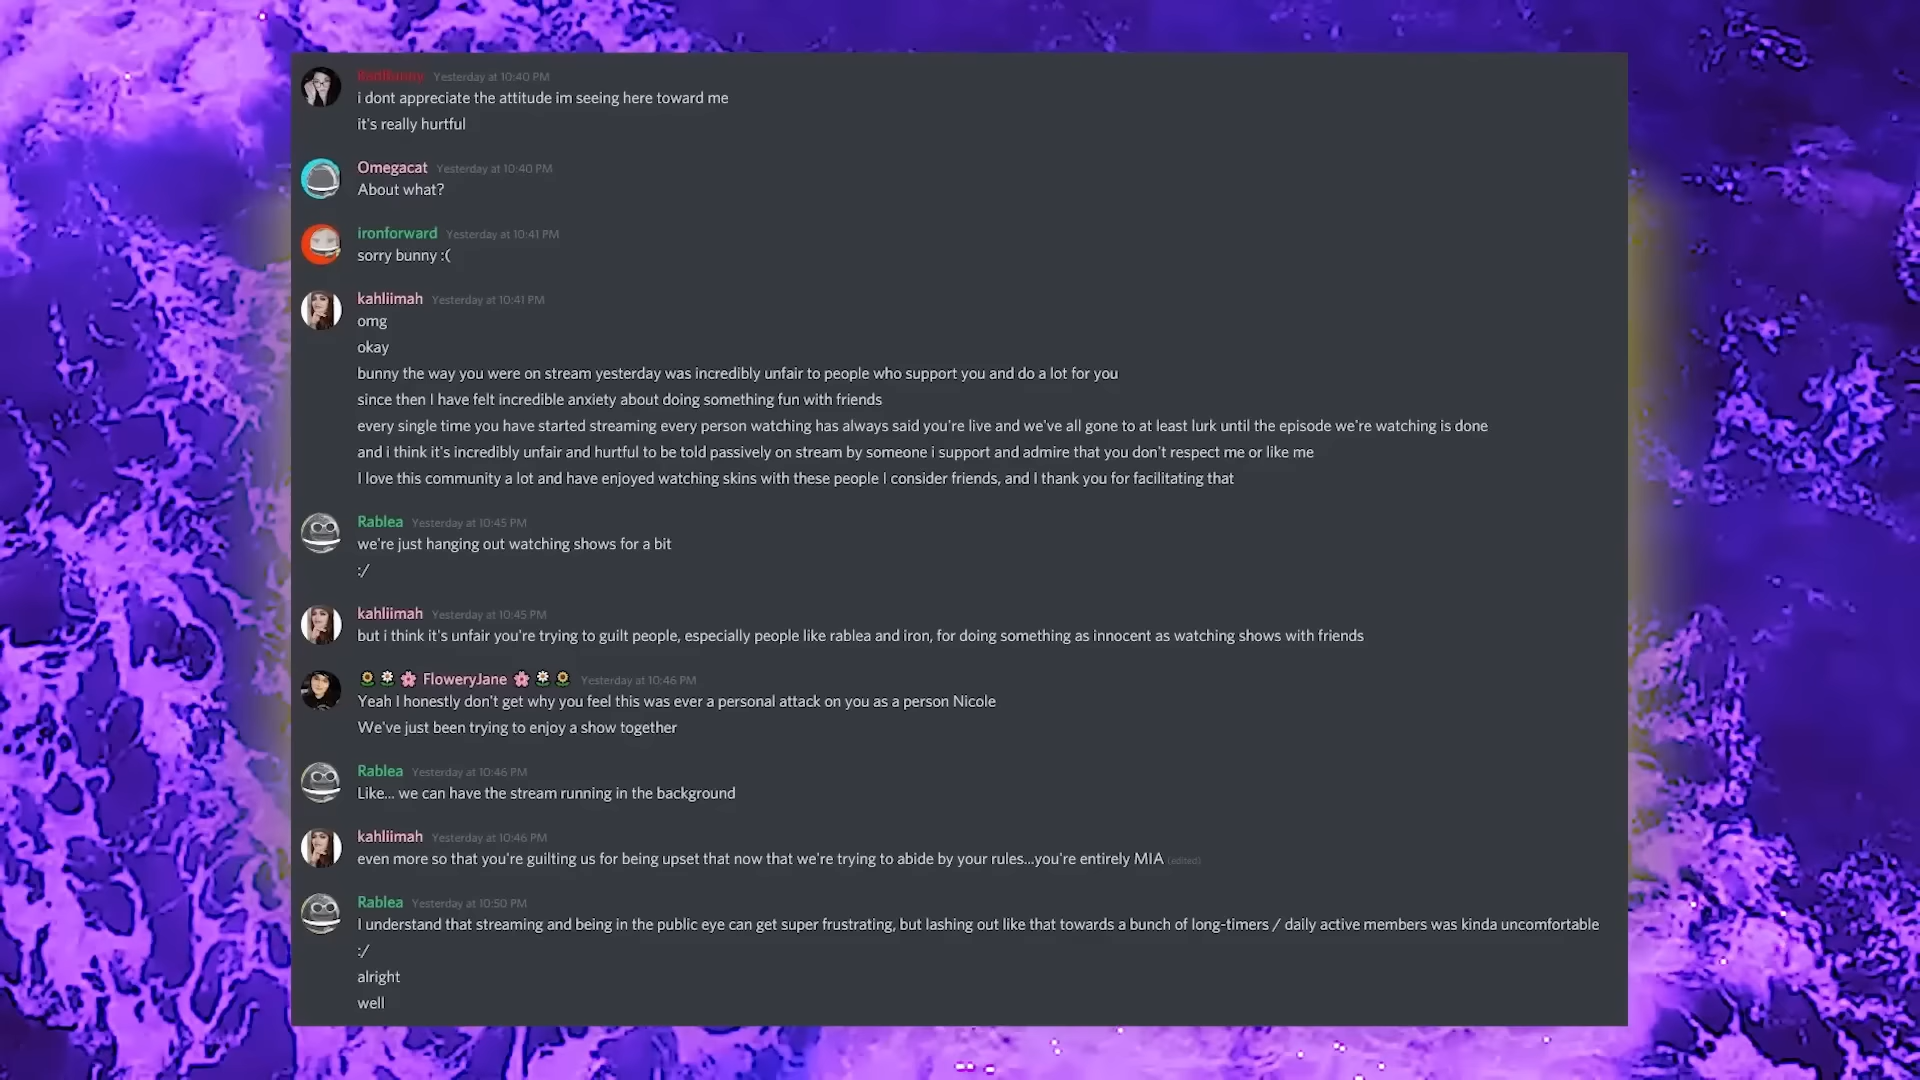 RadBunny Yesterday at 10:40 PM
i dont appreciate the attitude im seeing here toward me
it's really hurtful
Omegacat Yesterday at 10:40 PM
About what?
ironforward Yesterday at 10:41 PM
sorry bunny :(
kahliimah Yesterday at 10:41 PM
omg
okay
bunny the way you were on stream yesterday was incredibly unfair to people who support you and do a lot for you
since then I have felt incredible anxiety about doing something fun with friends
every single time you have started streaming every person watching has always said you're live and we've all gone to at least lurk until the episode we're watching is done
and i think it's incredibly unfair and hurtful to be told passively on stream by someone i support and admire that you don't respect me or like me
I love this community a lot and have enjoyed watching skins with these people I consider friends, and I thank you for facilitating that
Rablea Yesterday at 10:45 PM
we're just hanging out watching shows for a bit
:/
kahliimah Yesterday at 10:45 PM
but i think it's unfair you're trying to guilt people, especially people like rablea and iron, for doing something as innocent as watching shows with friends
🌻🌼🌸 FloweryJane 🌸🌼🌻 Yesterday at 10:46 PM
Yeah I honestly don't get why you feel this was ever a personal attack on you as a person Nicole
We've just been trying to enjoy a show together
Rablea Yesterday at 10:46 PM
Like... we can have the stream running in the background
kahliimah Yesterday at 10:46 PM
even more so that you're guilting us for being upset that now that we're trying to abide by your rules...you're entirely MIA (edited)
Rablea Yesterday at 10:50 PM
I understand that streaming and being in the public eye can get super frustrating, but lashing out like that towards a bunch of long-timers / daily active members was kinda uncomfortable
:/
alright
well